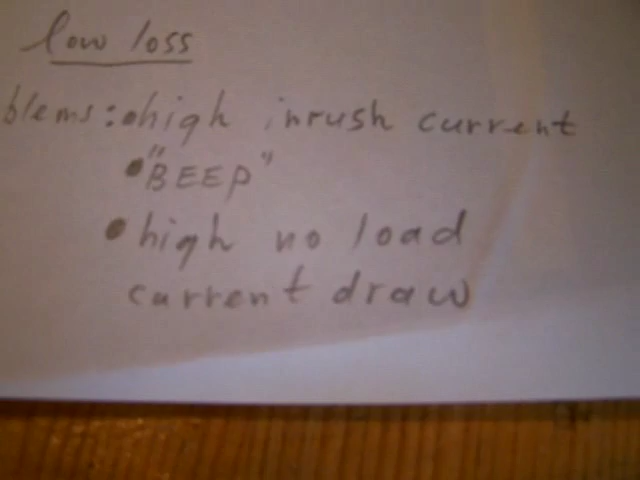 low loss
blems: • high inrush current
• "BEEP"
• high no load
current draw